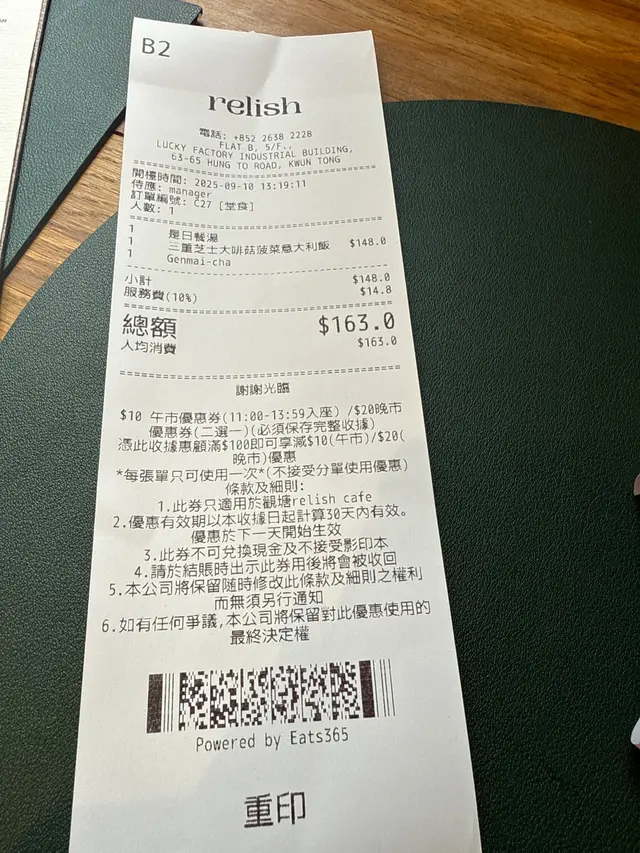 B2
relish
電話: +852 2638 2228
FLAT B, 5/F.,
LUCKY FACTORY INDUSTRIAL BUILDING,
63-65 HUNG TO ROAD, KWUN TONG
開檯時間: 2025-09-10 13:19:11
侍應: manager
訂單編號: C27 [堂食]
人數: 1
1 是日餐湯
1 三重芝士大啡菇菠菜意大利飯 $148.0
1 Genmai-cha
小計 $148.0
服務費(10%) $14.8
總額 $163.0
人均消費 $163.0
謝謝光臨
$10 午市優惠券(11:00-13:59入座) /$20晚市
優惠券(二選一)(必須保存完整收據)
憑此收據惠顧滿$100即可享減$10(午市)/$20(
晚市)優惠
*每張單只可使用一次*(不接受分單使用優惠)
條款及細則:
1.此券只適用於觀塘relish cafe
2.優惠有效期以本收據日起計算30天內有效。
優惠於下一天開始生效
3.此券不可兌換現金及不接受影印本
4.請於結賬時出示此券用後將會被收回
5.本公司將保留随時修改此條款及細則之權利
而無須另行通知
6.如有任何爭議,本公司將保留對此優惠使用的
最終決定權
Powered by Eats365
重印